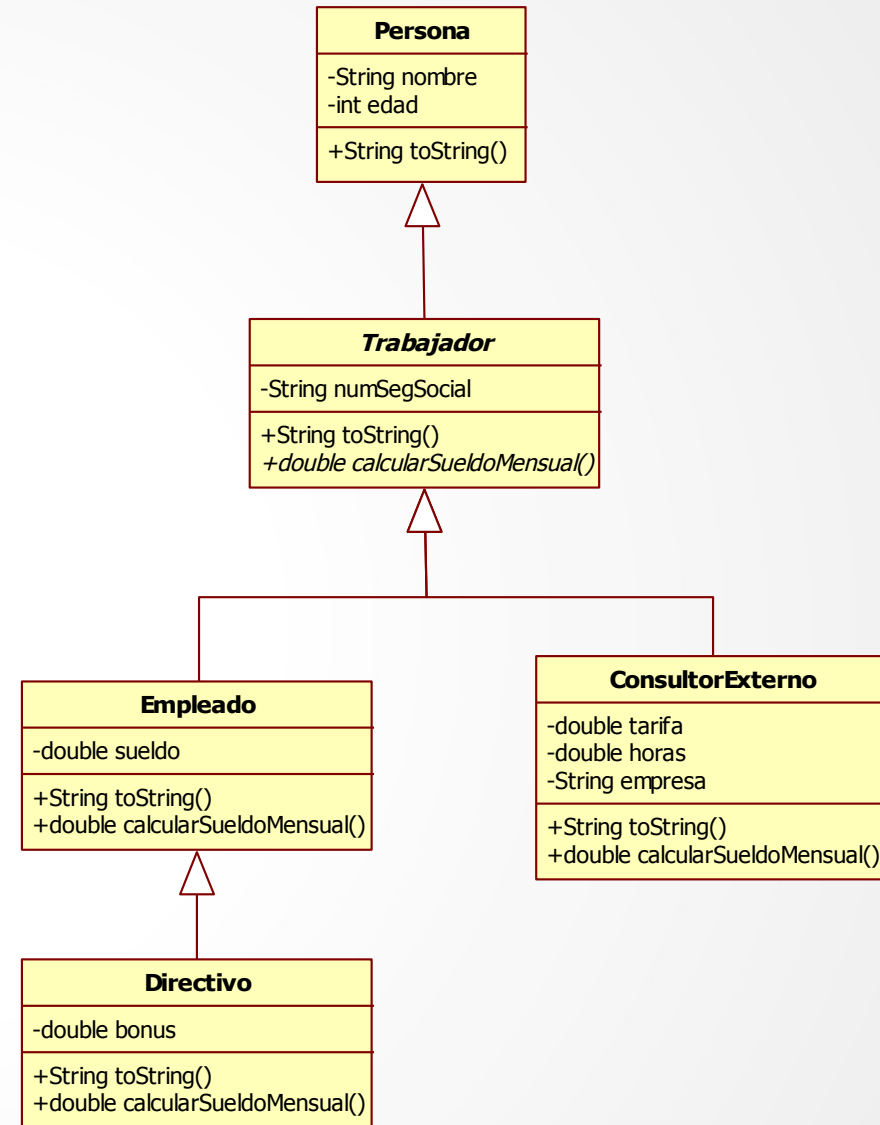 Persona
-String nombre
-int edad
+String toString()
Trabajador
-String numSegSocial
+String toString()
+double calcularSueldoMensual()
Empleado
-double sueldo
+String toString()
+double calcularSueldoMensual()
ConsultorExterno
-double tarifa
-double horas
-String empresa
+String toString()
+double calcularSueldoMensual()
Directivo
-double bonus
+String toString()
+double calcularSueldoMensual()